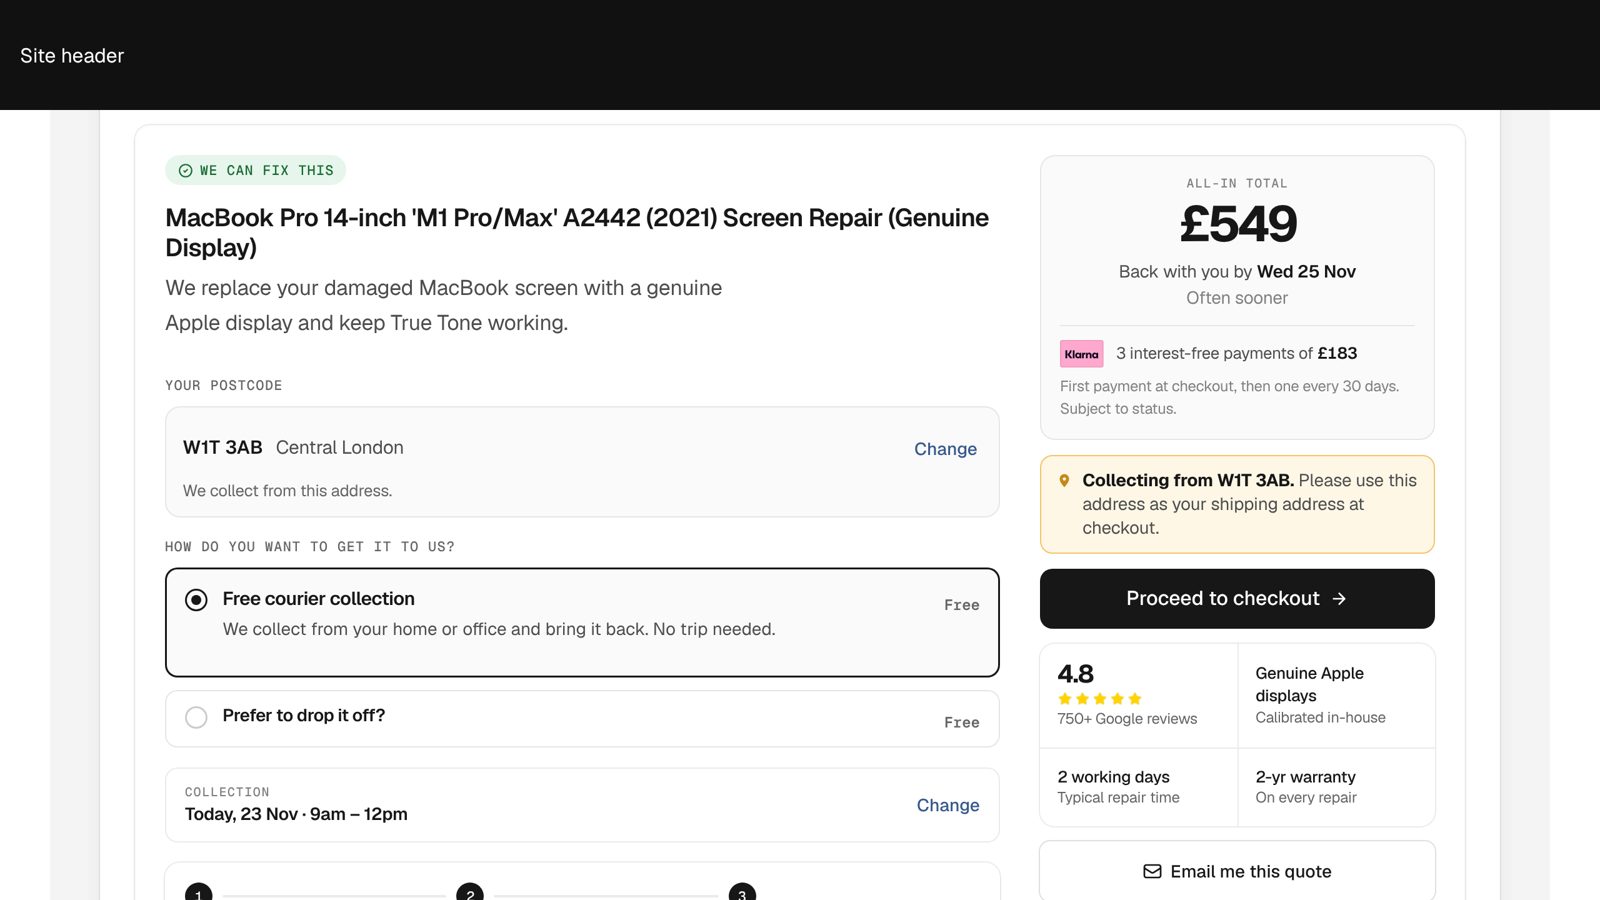 Site header
WE CAN FIX THIS
MacBook Pro 14-inch 'M1 Pro/Max' A2442 (2021) Screen Repair (Genuine
Display)
We replace your damaged MacBook screen with a genuine
Apple display and keep True Tone working.
YOUR POSTCODE
W1T 3AB Central London
Change
We collect from this address.
HOW DO YOU WANT TO GET IT TO US?
Free courier collection
Free
We collect from your home or office and bring it back. No trip needed.
Prefer to drop it off?
Free
COLLECTION
Today, 23 Nov · 9am – 12pm
Change
1
2
3
ALL-IN TOTAL
£549
Back with you by Wed 25 Nov
Often sooner
Klarna 3 interest-free payments of £183
First payment at checkout, then one every 30 days.
Subject to status.
Collecting from W1T 3AB. Please use this
address as your shipping address at
checkout.
Proceed to checkout →
4.8
750+ Google reviews
Genuine Apple
displays
Calibrated in-house
2 working days
Typical repair time
2-yr warranty
On every repair
Email me this quote